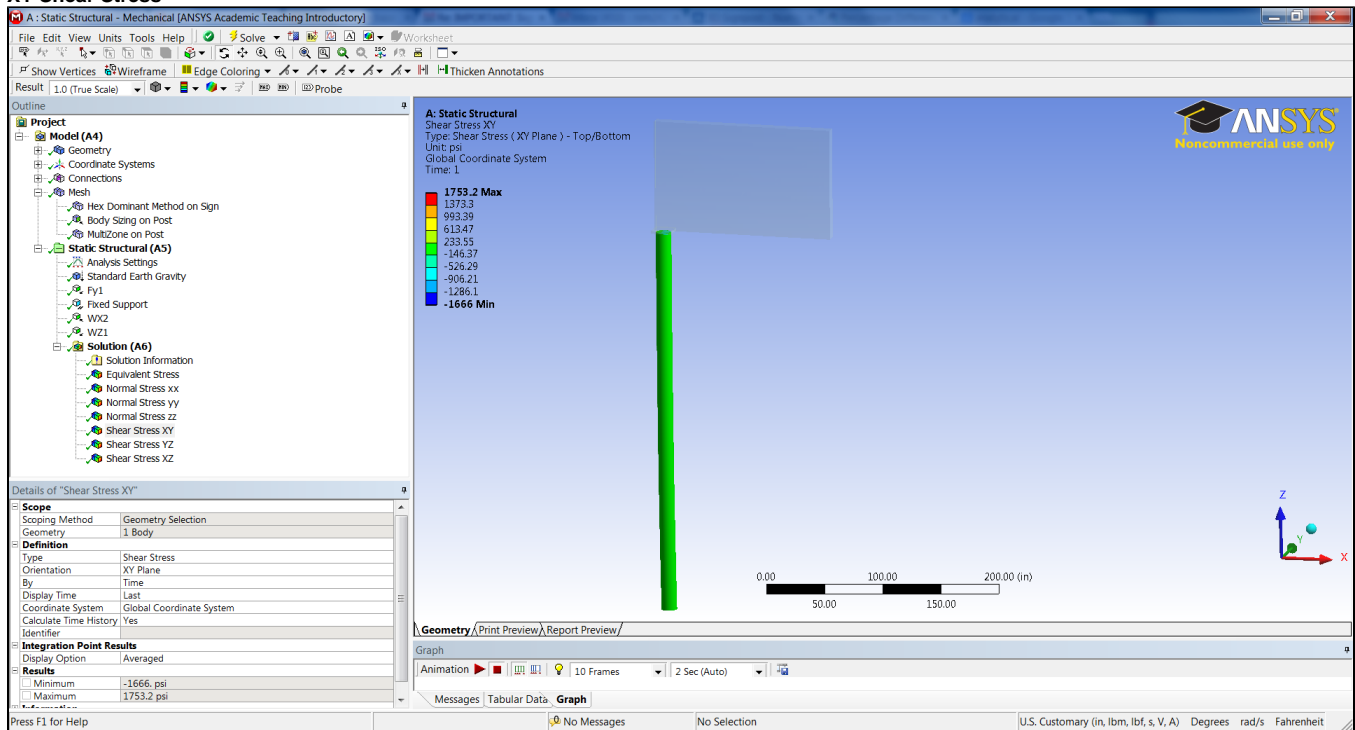 XY Shear Stress
A : Static Structural - Mechanical [ANSYS Academic Teaching Introductory]
File Edit View Units Tools Help Solve Worksheet
Show Vertices Wireframe Edge Coloring Thicken Annotations
Result 1.0 (True Scale) Probe
Outline
Project
Model (A4)
Geometry
Coordinate Systems
Connections
Mesh
Hex Dominant Method on Sign
Body Sizing on Post
MultiZone on Post
Static Structural (A5)
Analysis Settings
Standard Earth Gravity
Fy1
Fixed Support
WX2
WZ1
Solution (A6)
Solution Information
Equivalent Stress
Normal Stress xx
Normal Stress yy
Normal Stress zz
Shear Stress XY
Shear Stress YZ
Shear Stress XZ
Details of "Shear Stress XY"
Scope
Scoping Method Geometry Selection
Geometry 1 Body
Definition
Type Shear Stress
Orientation XY Plane
By Time
Display Time Last
Coordinate System Global Coordinate System
Calculate Time History Yes
Identifier
Integration Point Results
Display Option Averaged
Results
Minimum -1666. psi
Maximum 1753.2 psi
A: Static Structural
Shear Stress XY
Type: Shear Stress ( XY Plane ) - Top/Bottom
Unit: psi
Global Coordinate System
Time: 1
1753.2 Max
1373.3
993.39
613.47
233.55
-146.37
-526.29
-906.21
-1286.1
-1666 Min
ANSYS
Noncommercial use only
Z
Y
X
0.00 100.00 200.00 (in)
50.00 150.00
Geometry Print Preview Report Preview
Graph
Animation 10 Frames 2 Sec (Auto)
Messages Tabular Data Graph
Press F1 for Help No Messages No Selection U.S. Customary (in, lbm, lbf, s, V, A) Degrees rad/s Fahrenheit